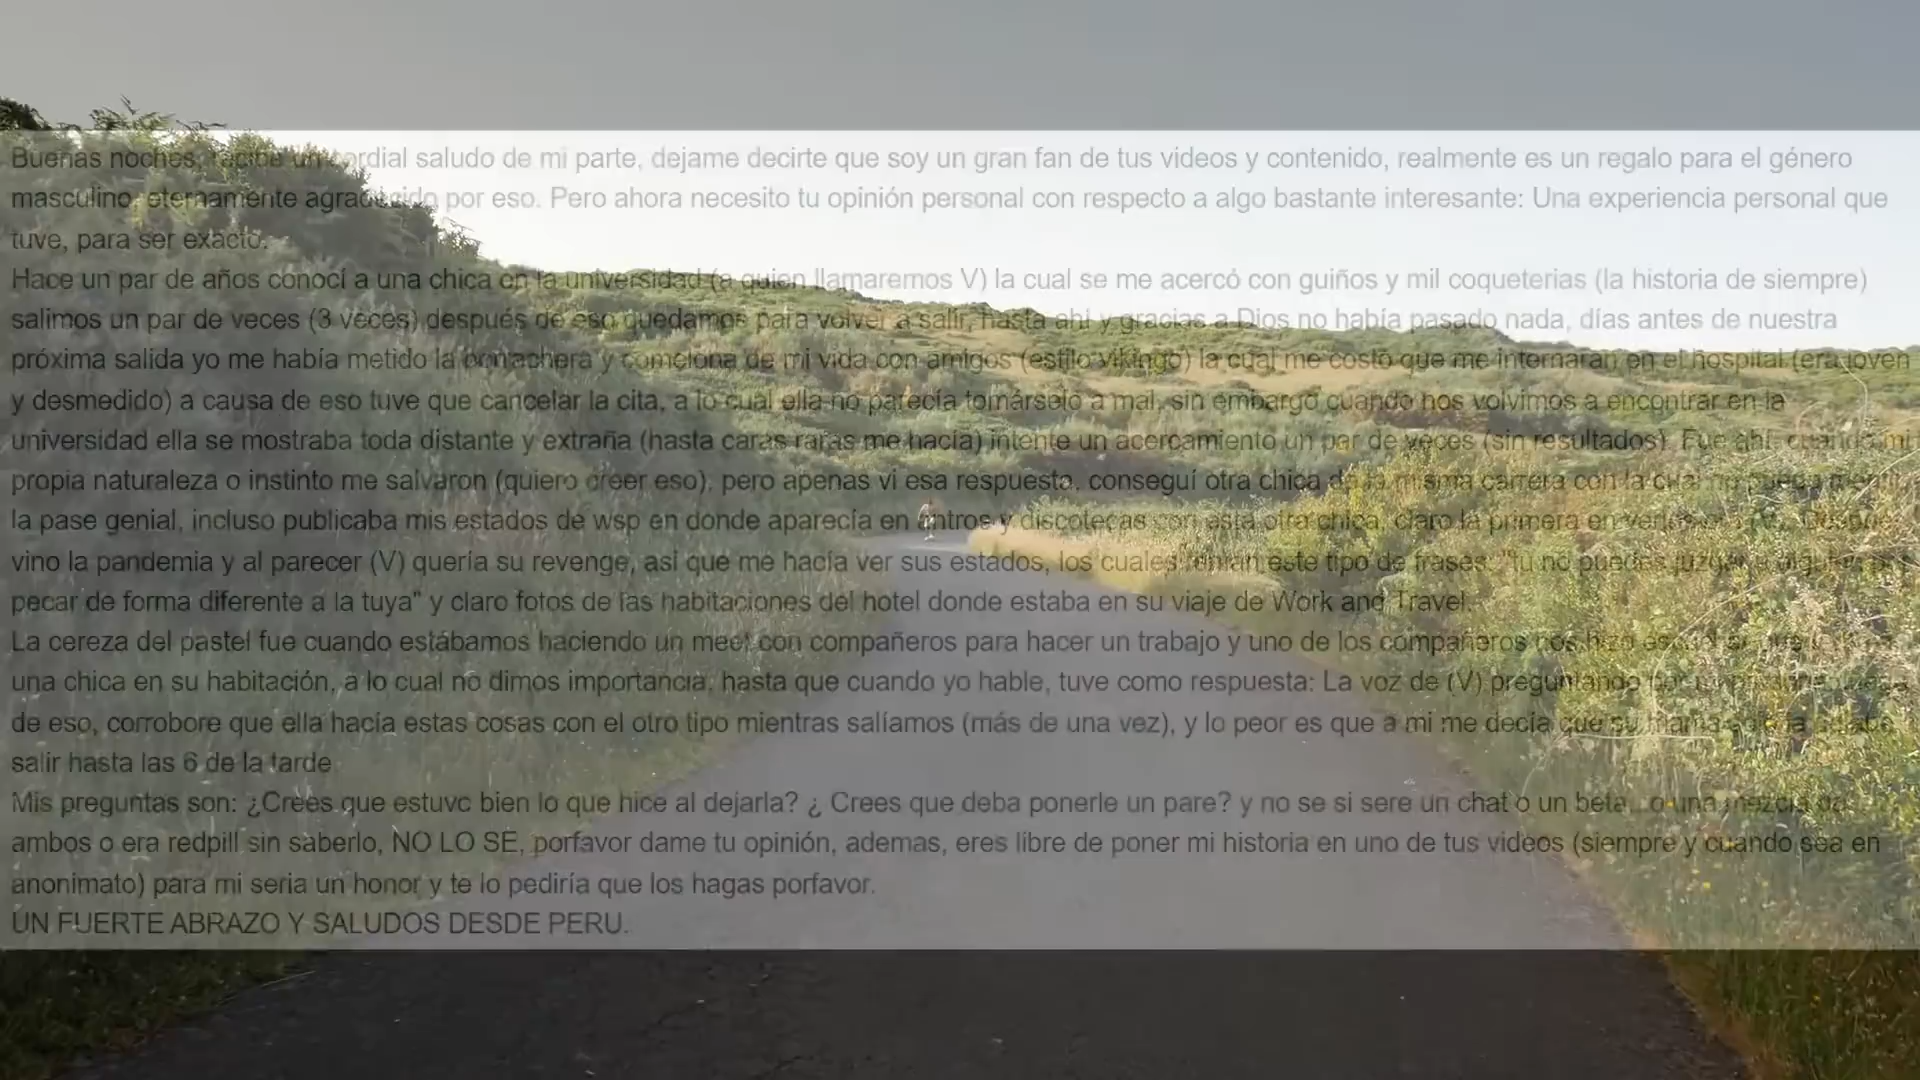 Buenas noches, recibe un cordial saludo de mi parte, dejame decirte que soy un gran fan de tus videos y contenido, realmente es un regalo para el género
masculino, eternamente agradecido por eso. Pero ahora necesito tu opinión personal con respecto a algo bastante interesante: Una experiencia personal que
tuve, para ser exacto.
Hace un par de años conocí a una chica en la universidad (a quien llamaremos V) la cual se me acercó con guiños y mil coqueterias (la historia de siempre)
salimos un par de veces (3 veces) después de eso quedamos para volver a salir, hasta ahí y gracias a Dios no había pasado nada, días antes de nuestra
próxima salida yo me había metido la borrachera y comelona de mi vida con amigos (estilo vikingo) la cual me costó que me internaran en el hospital (era joven
y desmedido) a causa de eso tuve que cancelar la cita, a lo cual ella no parecía tomárselo a mal, sin embargo cuando nos volvimos a encontrar en la
universidad ella se mostraba toda distante y extraña (hasta caras raras me hacía) intente un acercamiento un par de veces (sin resultados). Fue ahí, cuando mi
propia naturaleza o instinto me salvaron (quiero creer eso), pero apenas vi esa respuesta, conseguí otra chica de la misma carrera con la cual no
la pase genial, incluso publicaba mis estados de wsp en donde aparecía en antros y discotecas con esta otra chica, claro la primera en verlos
vino la pandemia y al parecer (V) quería su revenge, asi que me hacía ver sus estados, los cuales tenían este tipo de frases: "tu no puedes juzgar a
pecar de forma diferente a la tuya" y claro fotos de las habitaciones del hotel donde estaba en su viaje de Work and Travel.
La cereza del pastel fue cuando estábamos haciendo un meet con compañeros para hacer un trabajo y uno de los compañeros nos hizo
una chica en su habitación, a lo cual no dimos importancia, hasta que cuando yo hable, tuve como respuesta: La voz de (V) preguntando
de eso, corrobore que ella hacía estas cosas con el otro tipo mientras salíamos (más de una vez), y lo peor es que a mi me decía que su mamá
salir hasta las 6 de la tarde
Mis preguntas son: ¿Crees que estuvo bien lo que hice al dejarla? ¿ Crees que deba ponerle un pare? y no se si sere un chat o un beta... o una mezcla de
ambos o era redpill sin saberlo, NO LO SE, porfavor dame tu opinión, ademas, eres libre de poner mi historia en uno de tus videos (siempre y cuando sea en
anonimato) para mi seria un honor y te lo pediría que los hagas porfavor.
UN FUERTE ABRAZO Y SALUDOS DESDE PERU.